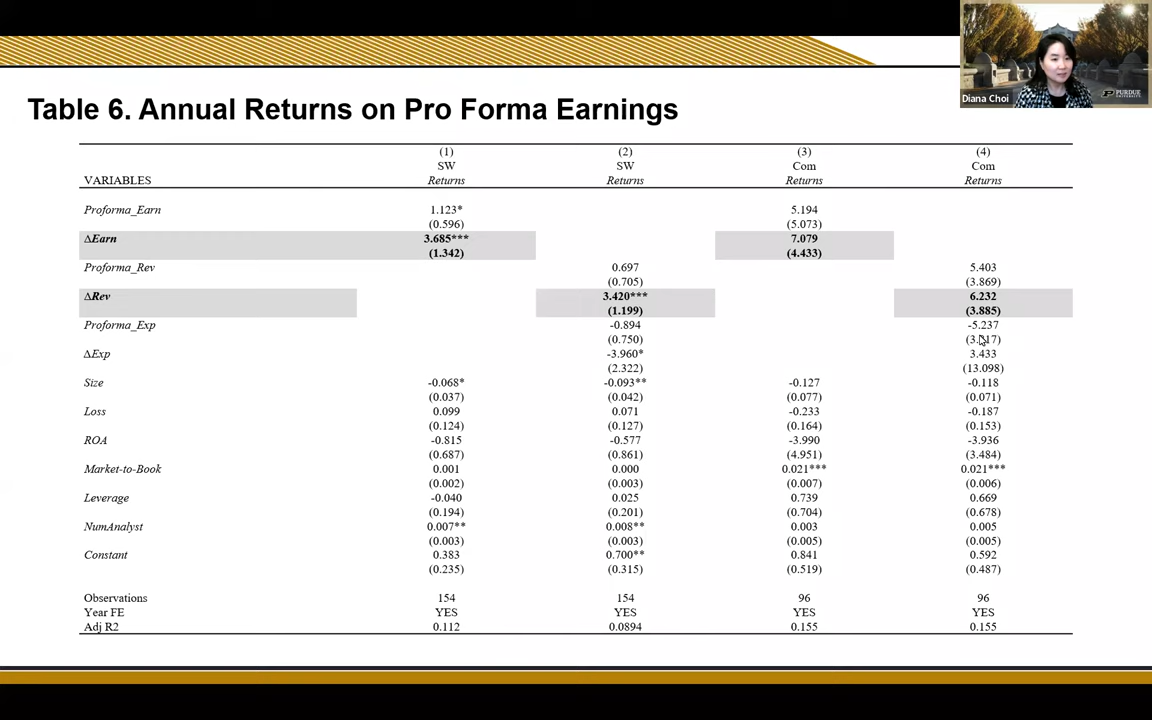 Diana Choi
PURDUE
UNIVERSITY
Table 6. Annual Returns on Pro Forma Earnings
(1) (2) (3) (4)
SW SW Com Com
VARIABLES Returns Returns Returns Returns
Proforma_Earn 1.123* 5.194
(0.596) (5.073)
ΔEarn 3.685*** 7.079
(1.342) (4.433)
Proforma_Rev 0.697 5.403
(0.705) (3.869)
ΔRev 3.420*** 6.232
(1.199) (3.885)
Proforma_Exp -0.894 -5.237
(0.750)
ΔExp -3.960* 3.433
(2.322) (13.098)
Size -0.068* -0.093** -0.127 -0.118
(0.037) (0.042) (0.077) (0.071)
Loss 0.099 0.071 -0.233 -0.187
(0.124) (0.127) (0.164) (0.153)
ROA -0.815 -0.577 -3.990 -3.936
(0.687) (0.861) (4.951) (3.484)
Market-to-Book 0.001 0.000 0.021*** 0.021***
(0.002) (0.003) (0.007) (0.006)
Leverage -0.040 0.025 0.739 0.669
(0.194) (0.201) (0.704) (0.678)
NumAnalyst 0.007** 0.008** 0.003 0.005
(0.003) (0.003) (0.005) (0.005)
Constant 0.383 0.700** 0.841 0.592
(0.235) (0.315) (0.519) (0.487)
Observations 154 154 96 96
Year FE YES YES YES YES
Adj R2 0.112 0.0894 0.155 0.155